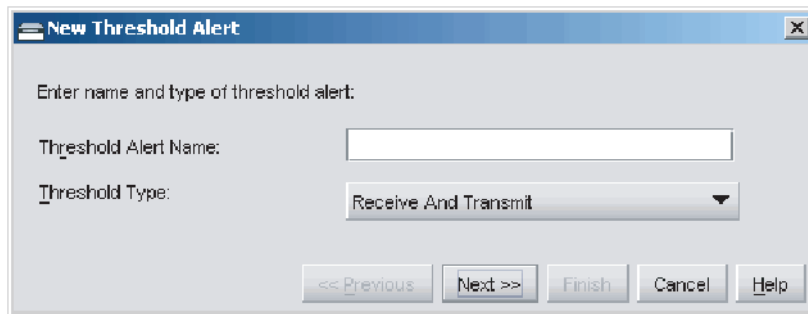 New Threshold Alert
Enter name and type of threshold alert:
Threshold Alert Name:
Threshold Type: Receive And Transmit
<< Previous Next >> Finish Cancel Help